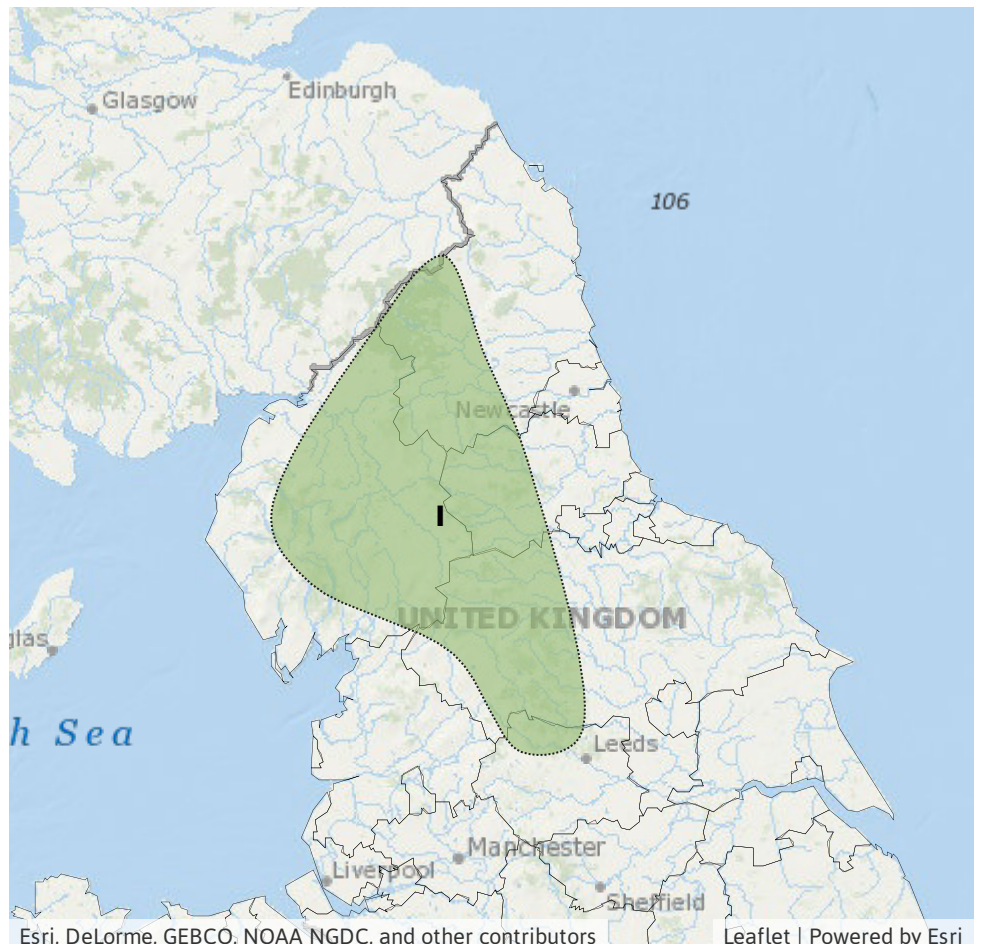 Edinburgh
Glasgow
106
Newcastle
I
UNITED KINGDOM
glas
h Sea
Leeds
Manchester
Liverpool
Sheffield
Esri, DeLorme, GEBCO, NOAA NGDC, and other contributors
Leaflet | Powered by Esri